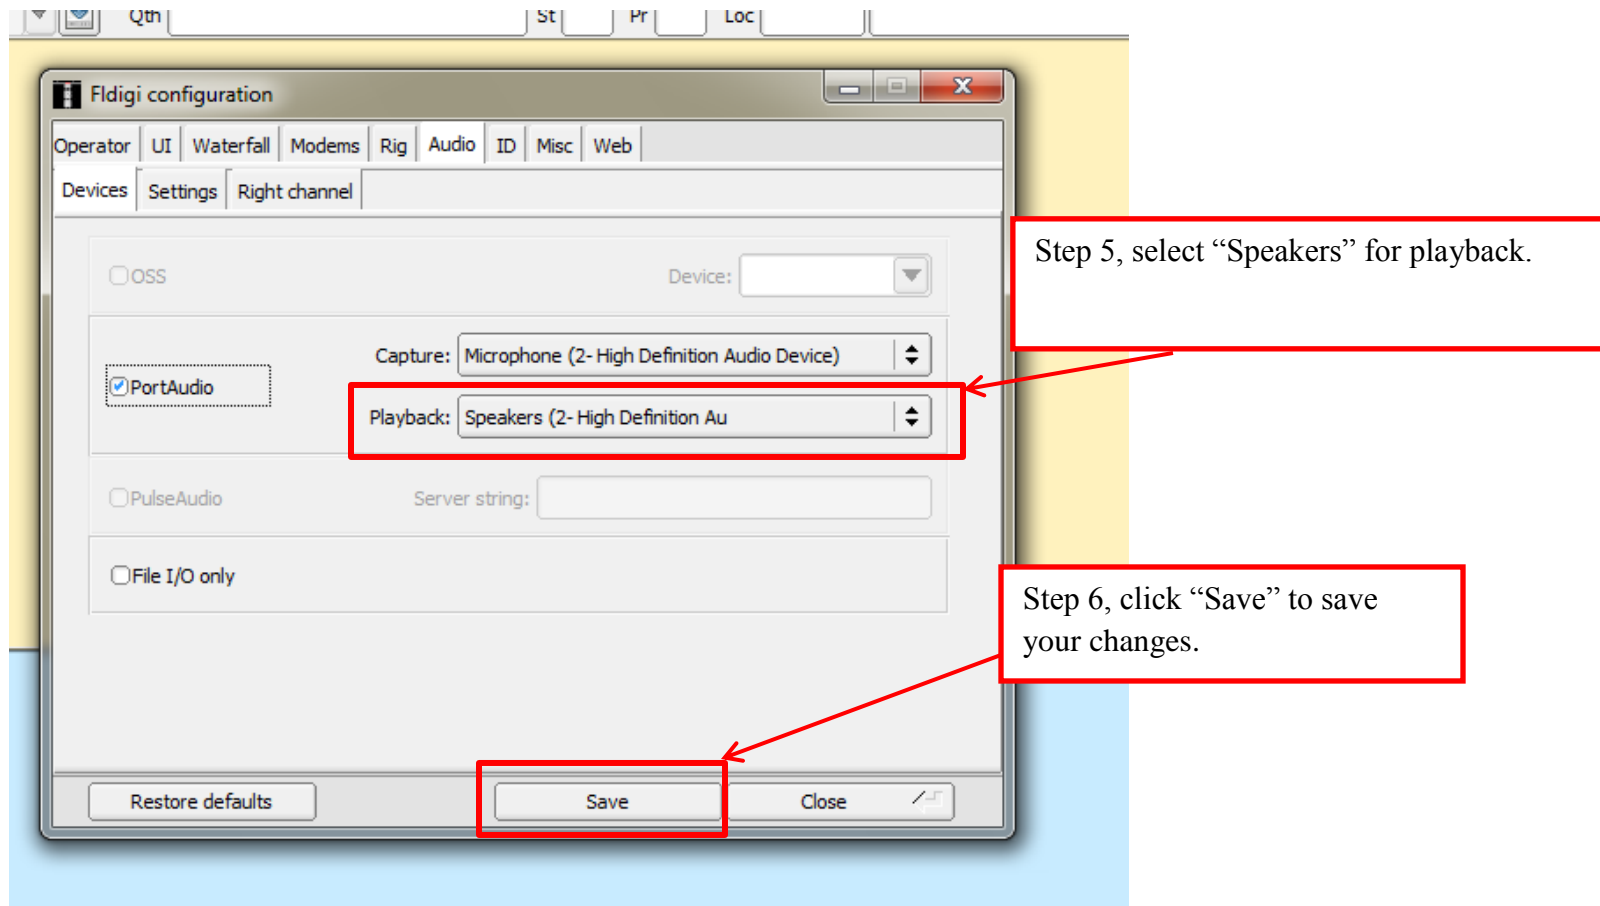 Qth St Pr Loc
Fldigi configuration
Operator UI Waterfall Modems Rig Audio ID Misc Web
Devices Settings Right channel
OSS Device:
Step 5, select “Speakers” for playback.
Capture: Microphone (2- High Definition Audio Device)
PortAudio
Playback: Speakers (2- High Definition Au
PulseAudio Server string:
File I/O only
Step 6, click “Save” to save
your changes.
Restore defaults Save Close